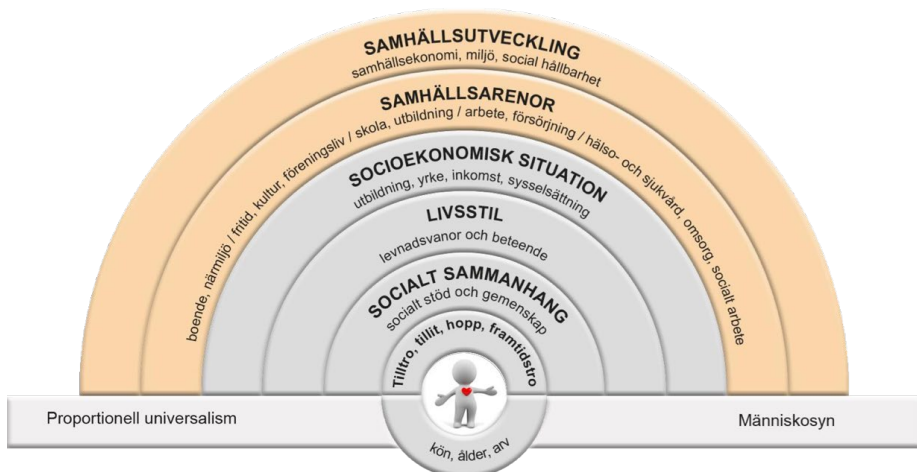 SAMHÄLLSUTVECKLING
samhällsekonomi, miljö, social hållbarhet
SAMHÄLLSARENOR
boende, närmiljö / fritid, kultur, föreningsliv / skola, utbildning / arbete, försörjning / hälso- och sjukvård, omsorg, socialt arbete
SOCIOEKONOMISK SITUATION
utbildning, yrke, inkomst, sysselsättning
LIVSSTIL
levnadsvanor och beteende
SOCIALT SAMMANHANG
socialt stöd och gemenskap
Tilltro, tillit, hopp, framtidstro
Proportionell universalism
Människosyn
kön, ålder, arv